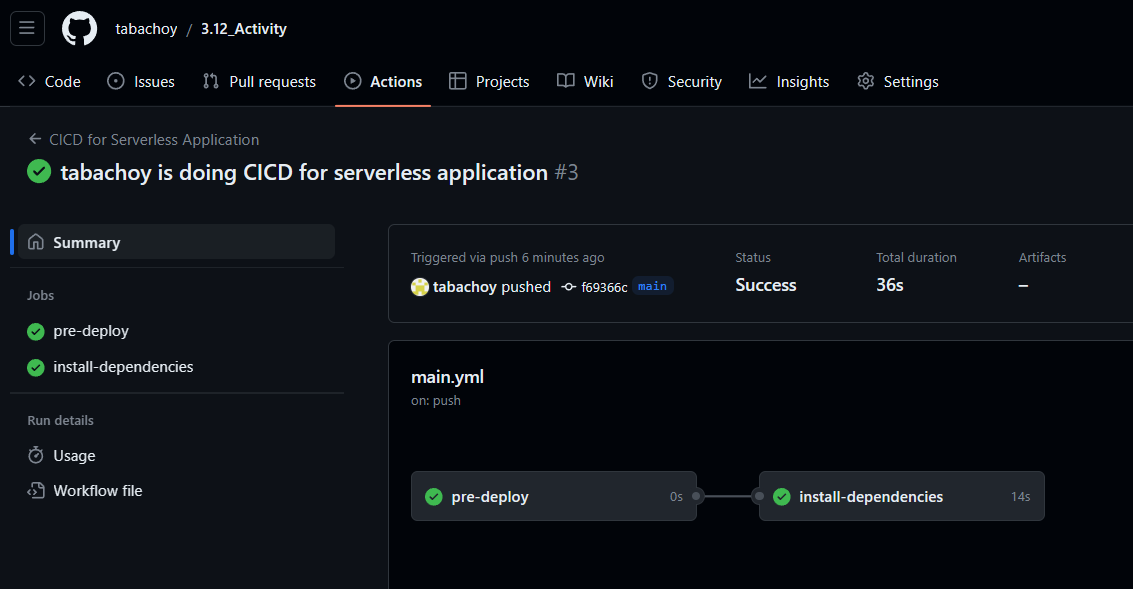 tabachoy / 3.12_Activity
Code Issues Pull requests Actions Projects Wiki Security Insights Settings
CICD for Serverless Application
tabachoy is doing CICD for serverless application #3
Summary
Jobs
pre-deploy
install-dependencies
Run details
Usage
Workflow file
Triggered via push 6 minutes ago
tabachoy pushed f69366c main
Status
Success
Total duration
36s
Artifacts
–
main.yml
on: push
pre-deploy 0s
install-dependencies 14s